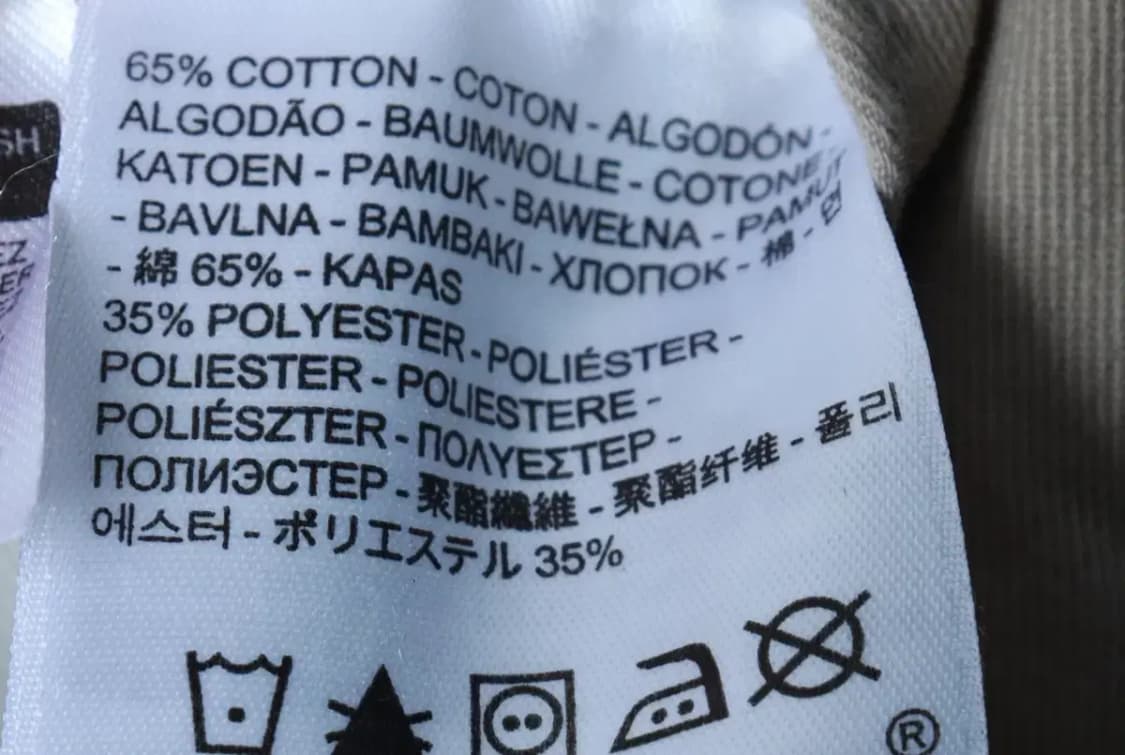 65% COTTON - COTON - ALGODÓN -
ALGODÃO - BAUMWOLLE - COTONE -
KATOEN - PAMUK - BAWEŁNA - PAMUT
- BAVLNA - BAMBAKI - ХЛОПОК - 棉 - 면
- 綿 65% - KAPAS
35% POLYESTER - POLIÉSTER -
POLIESTER - POLIESTERE -
POLIÉSZTER - ΠΟΛΥΕΣΤΕΡ -
ПОЛИЭСТЕР - 聚酯纖維 - 聚酯纤维 - 폴리
에스터 - ポリエステル 35%
®
SH